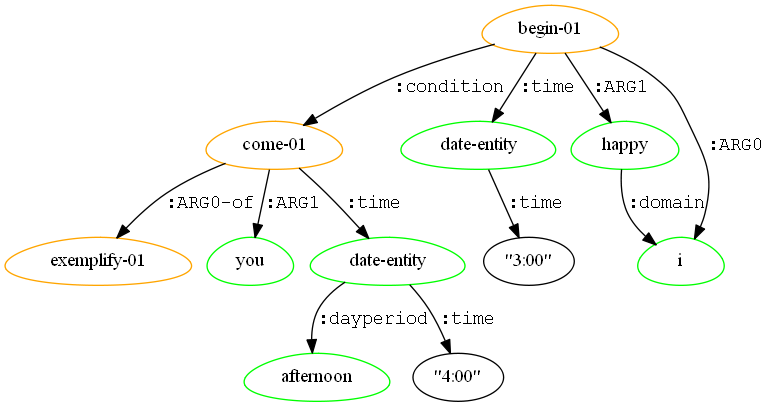 begin-01
:condition :time :ARG1
:ARG0
come-01 date-entity happy
:ARG0-of :ARG1 :time :time :domain
exemplify-01 you date-entity "3:00" i
:dayperiod :time
afternoon "4:00"